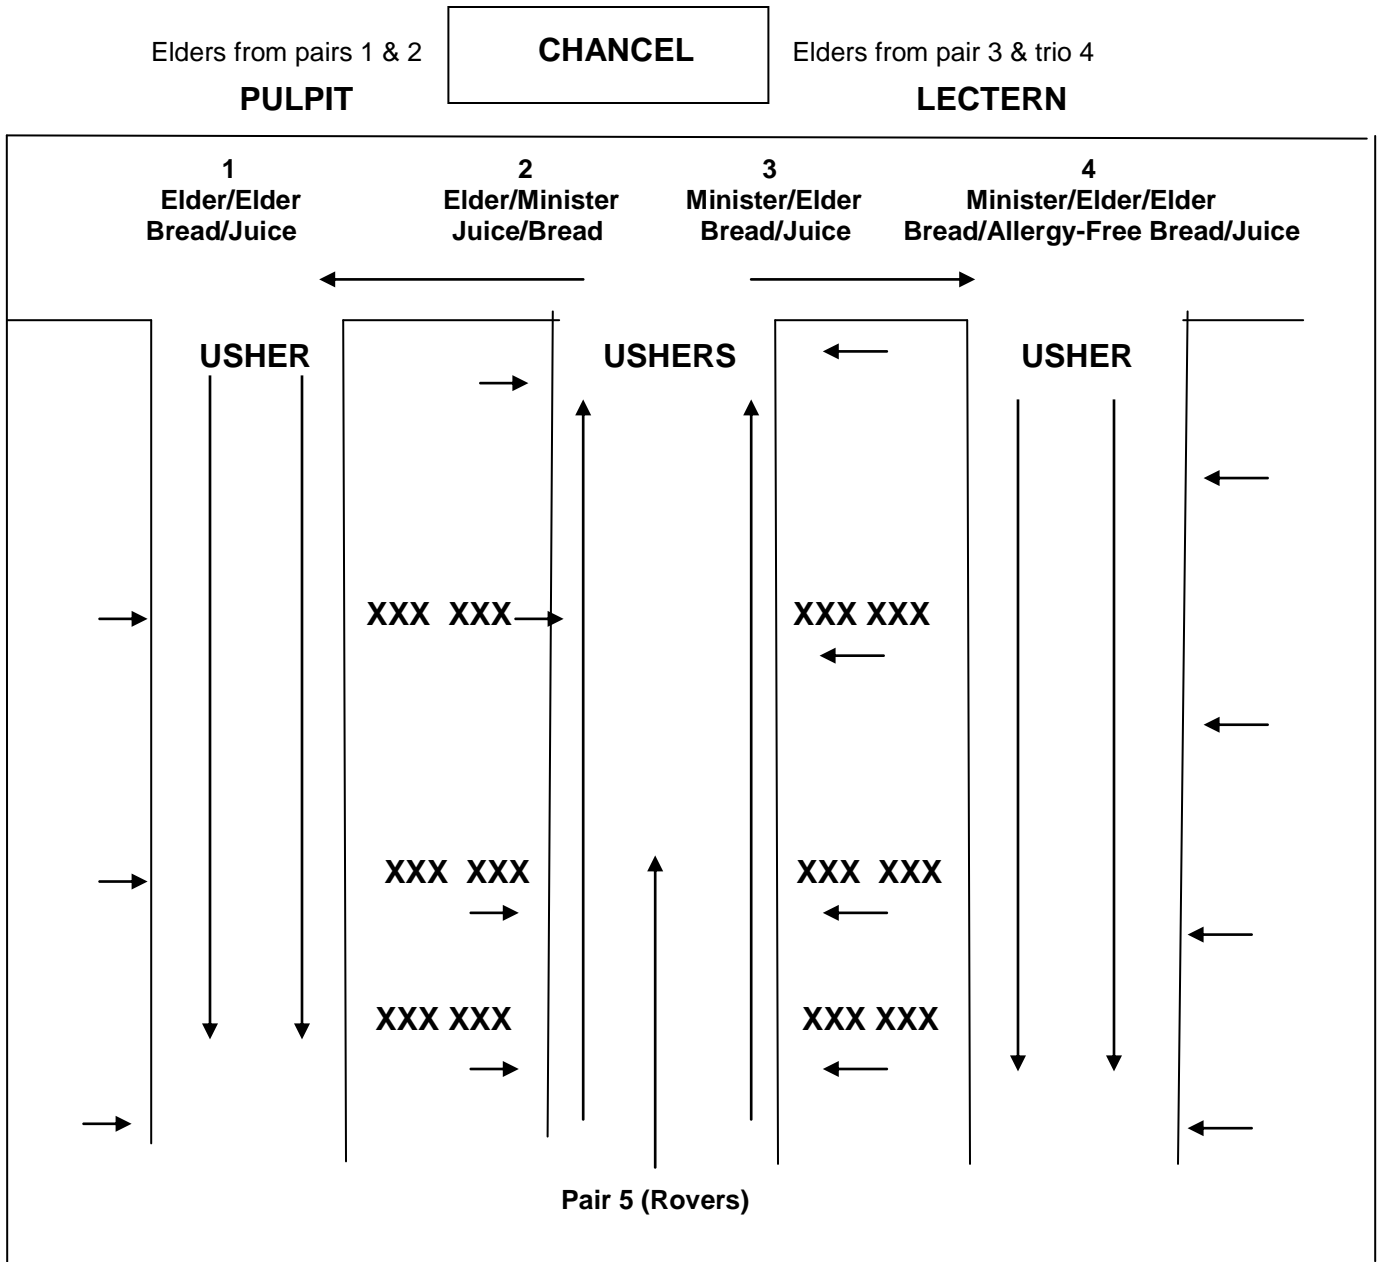 Elders from pairs 1 & 2
CHANCEL
Elders from pair 3 & trio 4
PULPIT
LECTERN
1
Elder/Elder
Bread/Juice
2
Elder/Minister
Juice/Bread
3
Minister/Elder
Bread/Juice
4
Minister/Elder/Elder
Bread/Allergy-Free Bread/Juice
USHER
USHERS
USHER
XXX XXX
XXX XXX
XXX XXX
XXX XXX
XXX XXX
XXX XXX
Pair 5 (Rovers)